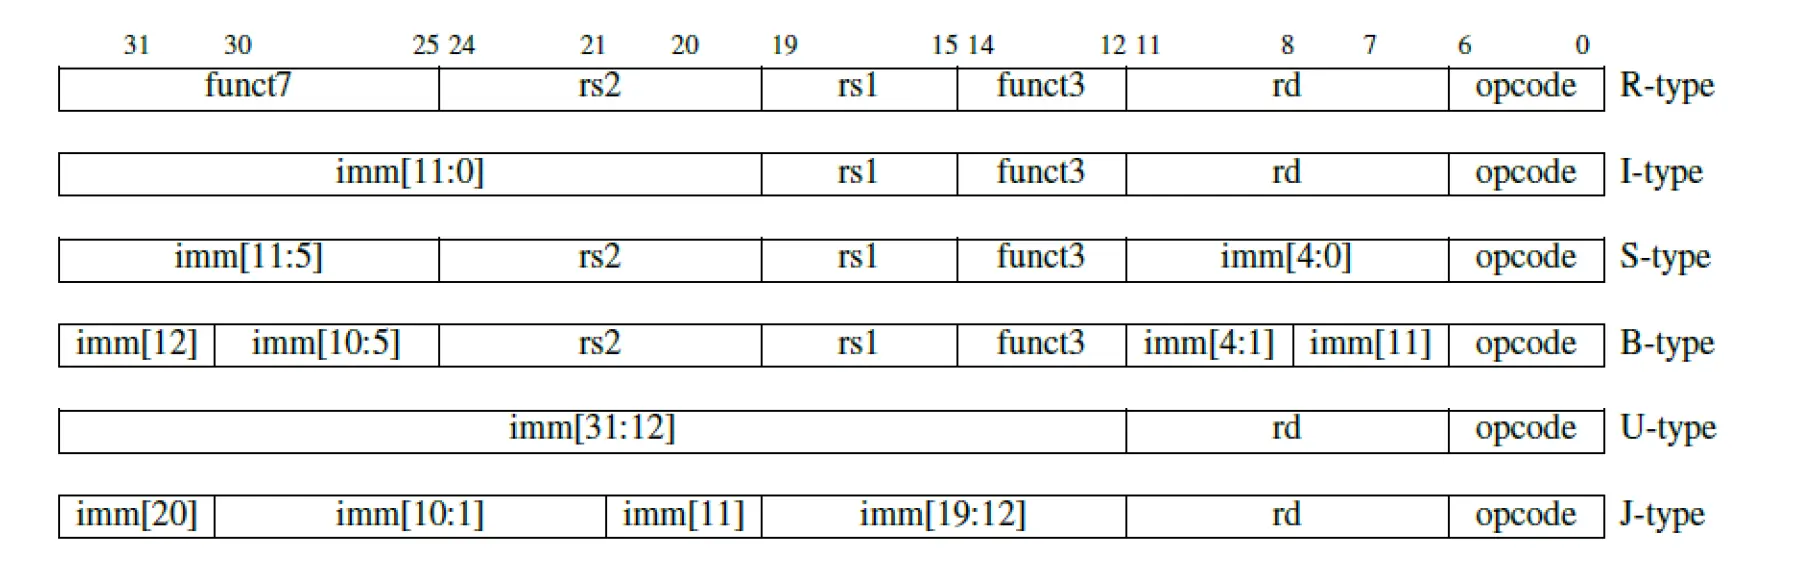 31 30 25 24 21 20 19 15 14 12 11 8 7 6 0
funct7 rs2 rs1 funct3 rd opcode R-type
imm[11:0] rs1 funct3 rd opcode I-type
imm[11:5] rs2 rs1 funct3 imm[4:0] opcode S-type
imm[12] imm[10:5] rs2 rs1 funct3 imm[4:1] imm[11] opcode B-type
imm[31:12] rd opcode U-type
imm[20] imm[10:1] imm[11] imm[19:12] rd opcode J-type